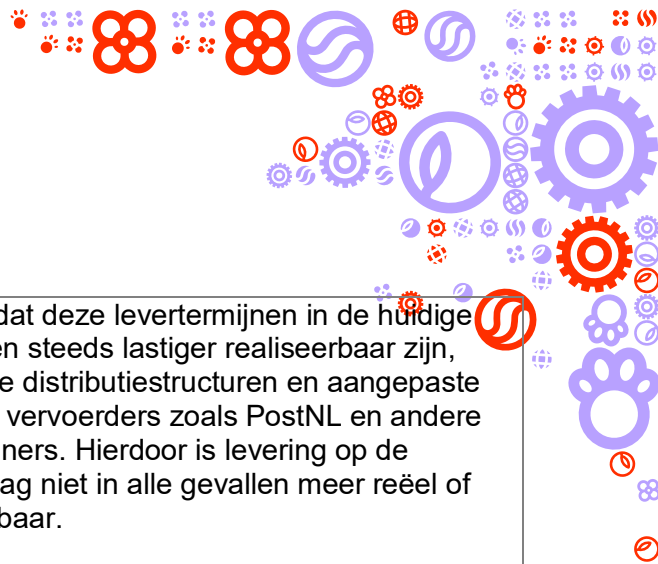 dat deze levertermijnen in de huidige
en steeds lastiger realiseerbaar zijn,
e distributiestructuren en aangepaste
vervoerders zoals PostNL en andere
ners. Hierdoor is levering op de
ag niet in alle gevallen meer reëel of
baar.